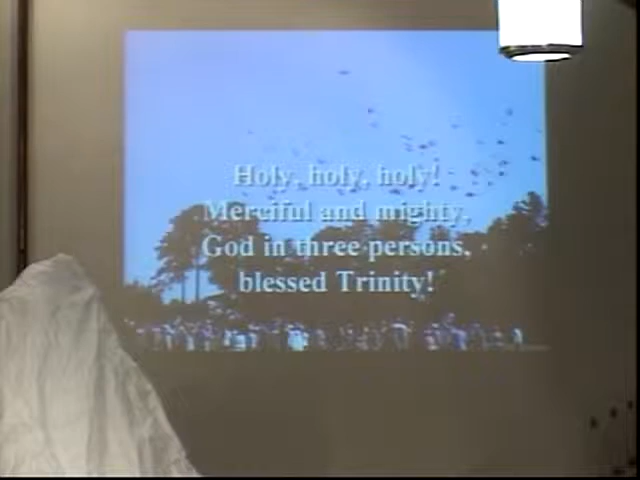 Holy, holy, holy!
Merciful and mighty,
God in three persons,
blessed Trinity!